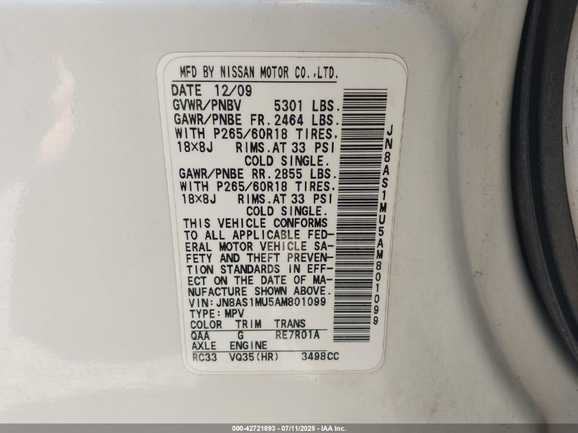 MFD BY NISSAN MOTOR CO.,LTD.
DATE 12/09
GVWR/PNBV 5301 LBS.
GAWR/PNBE FR. 2464 LBS.
WITH P265/60R18 TIRES.
18×8J RIMS.AT 33 PSI
COLD SINGLE.
GAWR/PNBE RR. 2855 LBS.
WITH P265/60R18 TIRES.
18×8J RIMS.AT 33 PSI
COLD SINGLE.
THIS VEHICLE CONFORMS
TO ALL APPLICABLE FED-
ERAL MOTOR VEHICLE SA-
FETY AND THEFT PREVEN-
TION STANDARDS IN EFF-
ECT ON THE DATE OF MA-
NUFACTURE SHOWN ABOVE.
VIN: JN8AS1MU5AM801099
TYPE: MPV
COLOR TRIM TRANS
QAA G RE7R01A
AXLE ENGINE
RC33 VQ35(HR) 3498CC
JN8AS1MU5AM801099
000-42721893 - 07/11/2025 - IAA Inc.